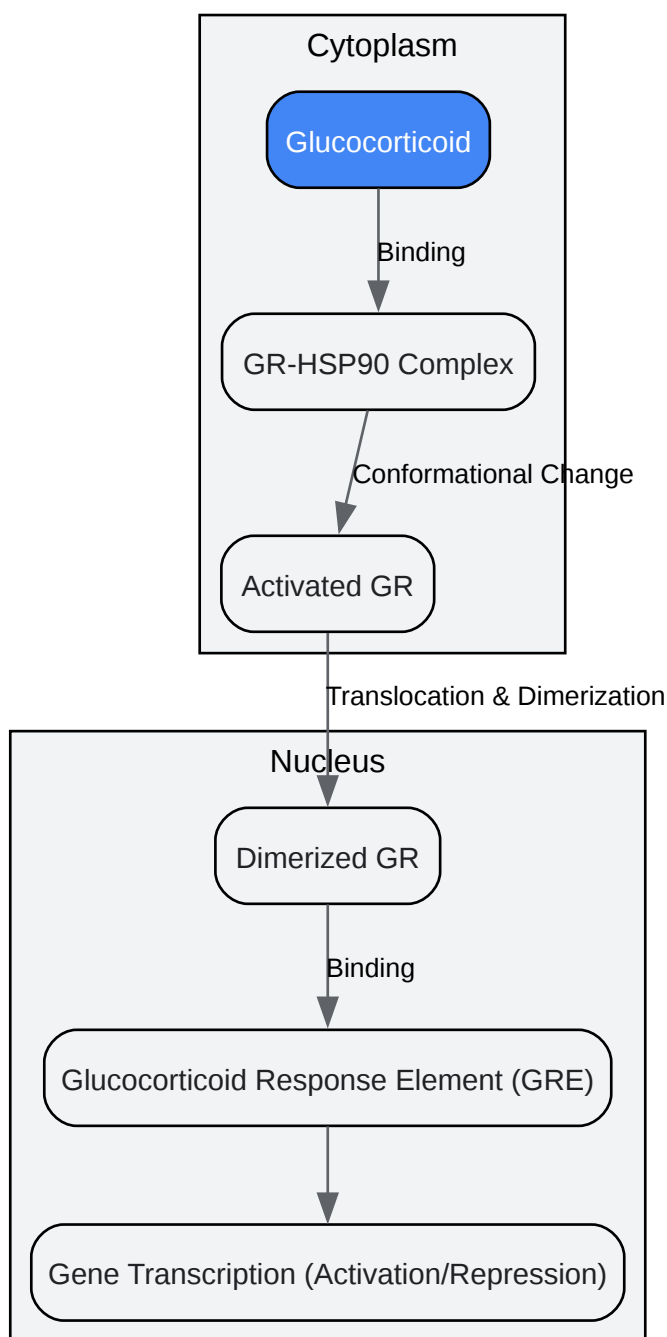 Cytoplasm
Glucocorticoid
Binding
GR-HSP90 Complex
Conformational Change
Activated GR
Translocation & Dimerization
Nucleus
Dimerized GR
Binding
Glucocorticoid Response Element (GRE)
Gene Transcription (Activation/Repression)